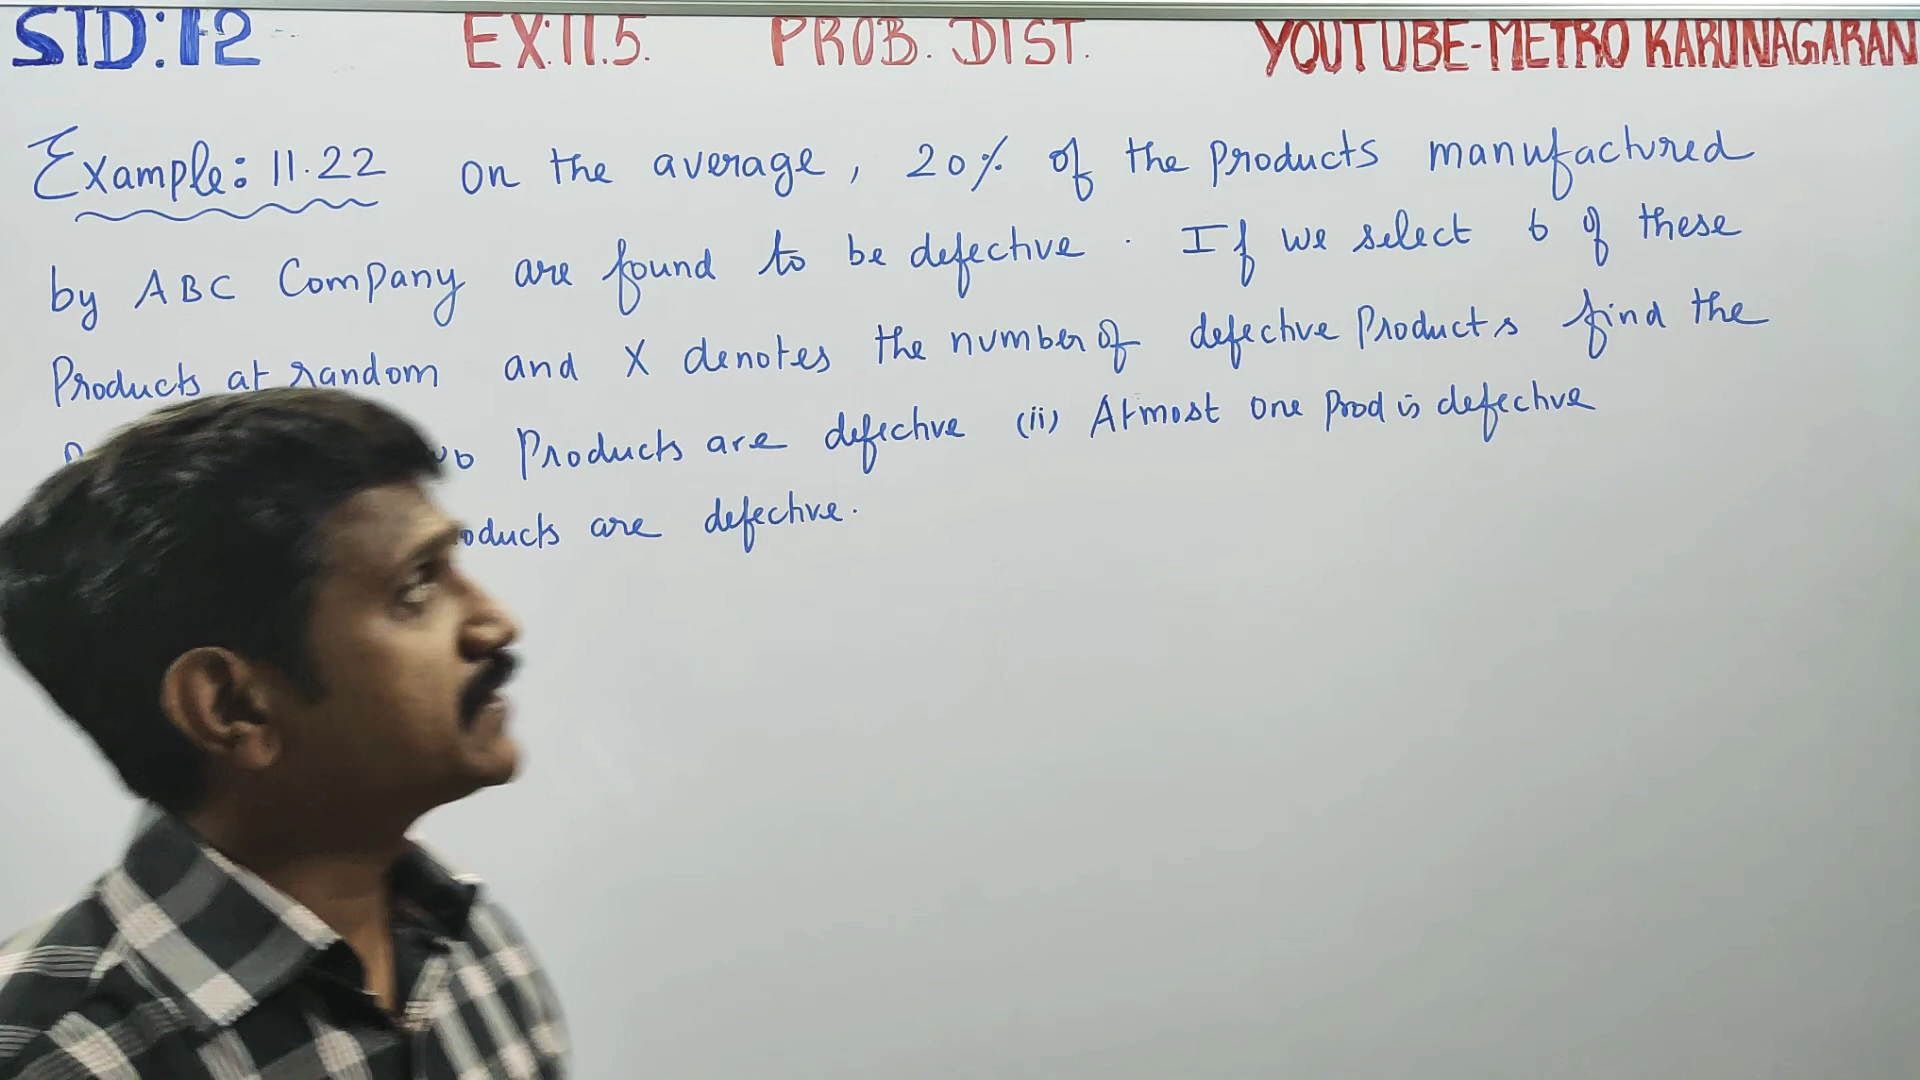 STD:12 EX:11.5. PROB. DIST. YOUTUBE-METRO KARUNAGARAN
Example: 11.22 on the average, 20% of the products manufactured
by ABC Company are found to be defective. If we select 6 of these
Products at random and X denotes the number of defective Products find the
Products are defective (ii) Atmost one Prod is defective
oducts are defective.